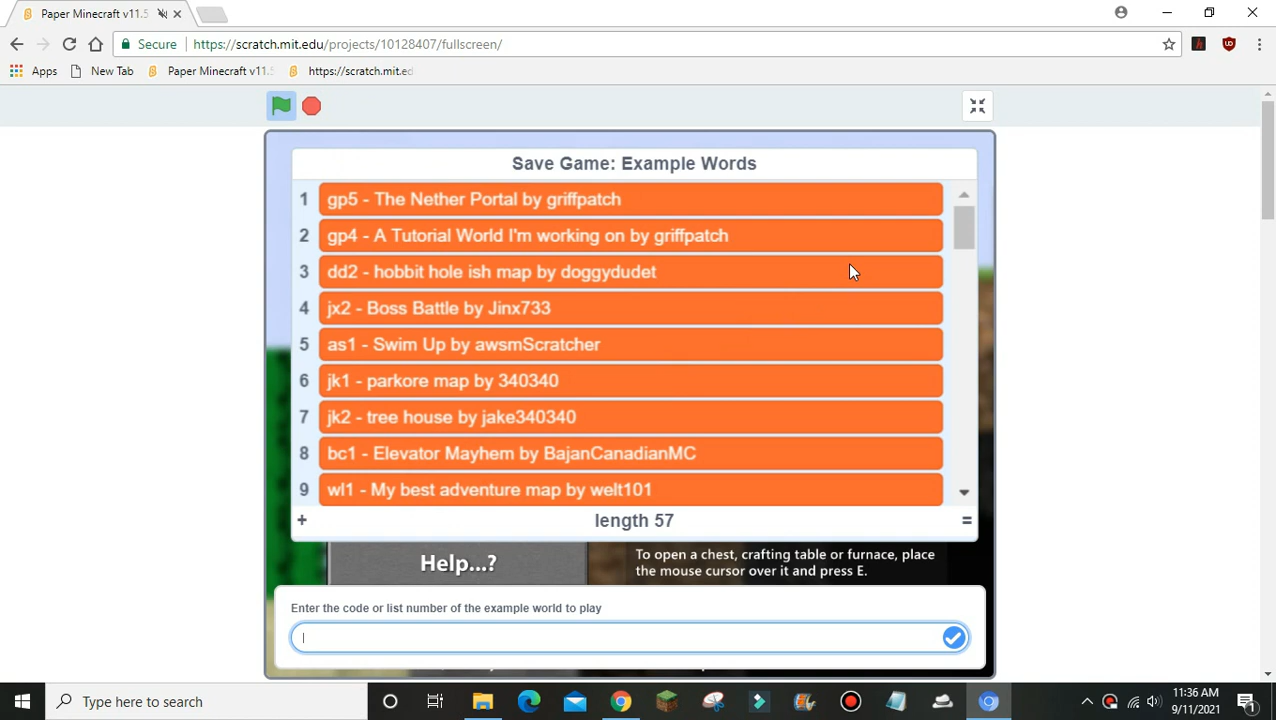 Paper Minecraft v11.5
Secure
https://scratch.mit.edu/projects/10128407/fullscreen/
Apps
New Tab
Paper Minecraft v11.5
https://scratch.mit.ed
Save Game: Example Words
1 gp5 - The Nether Portal by griffpatch
2 gp4 - A Tutorial World I'm working on by griffpatch
3 dd2 - hobbit hole ish map by doggydudet
4 jx2 - Boss Battle by Jinx733
5 as1 - Swim Up by awsmScratcher
6 jk1 - parkore map by 340340
7 jk2 - tree house by jake340340
8 bc1 - Elevator Mayhem by BajanCanadianMC
9 wl1 - My best adventure map by welt101
+ length 57 =
Help...?
To open a chest, crafting table or furnace, place
the mouse cursor over it and press E.
Enter the code or list number of the example world to play
Type here to search
11:36 AM
9/11/2021